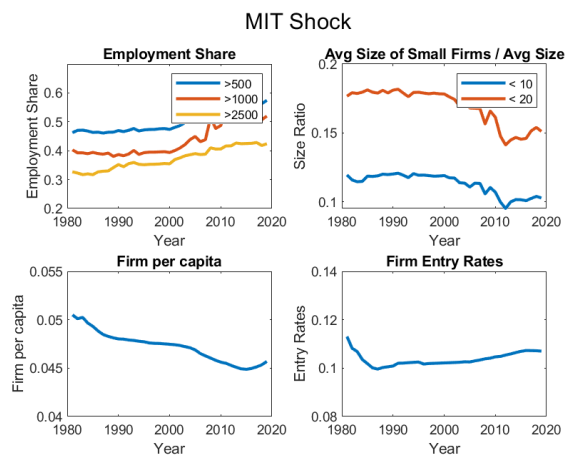 MIT Shock
Employment Share
Employment Share
0.6
0.5
0.4
0.3
0.2
>500
>1000
>2500
1980 1990 2000 2010 2020
Year
Avg Size of Small Firms / Avg Size
Size Ratio
0.2
0.15
0.1
< 10
< 20
1980 1990 2000 2010 2020
Year
Firm per capita
Firm per capita
0.055
0.05
0.045
0.04
1980 1990 2000 2010 2020
Year
Firm Entry Rates
Entry Rates
0.14
0.12
0.1
0.08
1980 1990 2000 2010 2020
Year